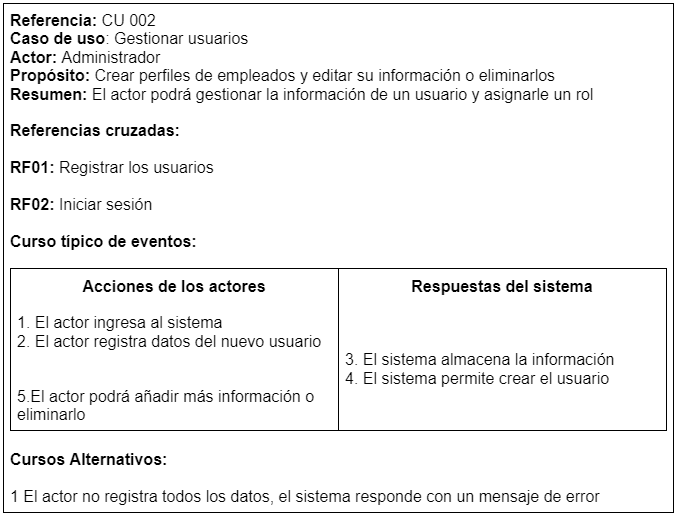 Referencia: CU 002
Caso de uso: Gestionar usuarios
Actor: Administrador
Propósito: Crear perfiles de empleados y editar su información o eliminarlos
Resumen: El actor podrá gestionar la información de un usuario y asignarle un rol
Referencias cruzadas:
RF01: Registrar los usuarios
RF02: Iniciar sesión
Curso típico de eventos:
Acciones de los actores
1. El actor ingresa al sistema
2. El actor registra datos del nuevo usuario
5.El actor podrá añadir más información o
eliminarlo
Respuestas del sistema
3. El sistema almacena la información
4. El sistema permite crear el usuario
Cursos Alternativos:
1 El actor no registra todos los datos, el sistema responde con un mensaje de error